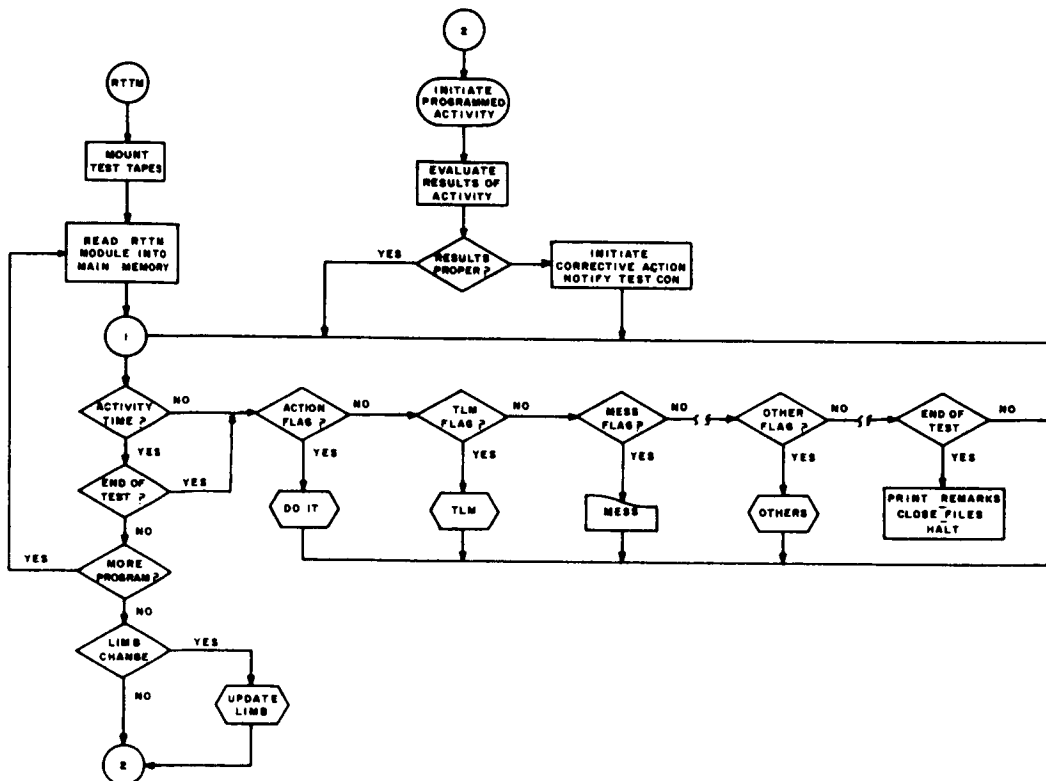 RTTM
MOUNT
TEST TAPES
READ RTTM
MODULE INTO
MAIN MEMORY
1
2
INITIATE
PROGRAMMED
ACTIVITY
EVALUATE
RESULTS OF
ACTIVITY
RESULTS
PROPER?
YES
INITIATE
CORRECTIVE ACTION
NOTIFY TEST CON
ACTIVITY
TIME?
NO
YES
ACTION
FLAG?
NO
YES
TLM
FLAG?
NO
YES
MESS
FLAG?
NO
YES
OTHER
FLAG?
NO
YES
END OF
TEST
NO
YES
END OF
TEST?
YES
NO
DO IT
TLM
MESS
OTHERS
PRINT REMARKS
CLOSE FILES
HALT
YES
MORE
PROGRAM?
NO
LIMB
CHANGE
YES
NO
UPDATE
LIMB
2